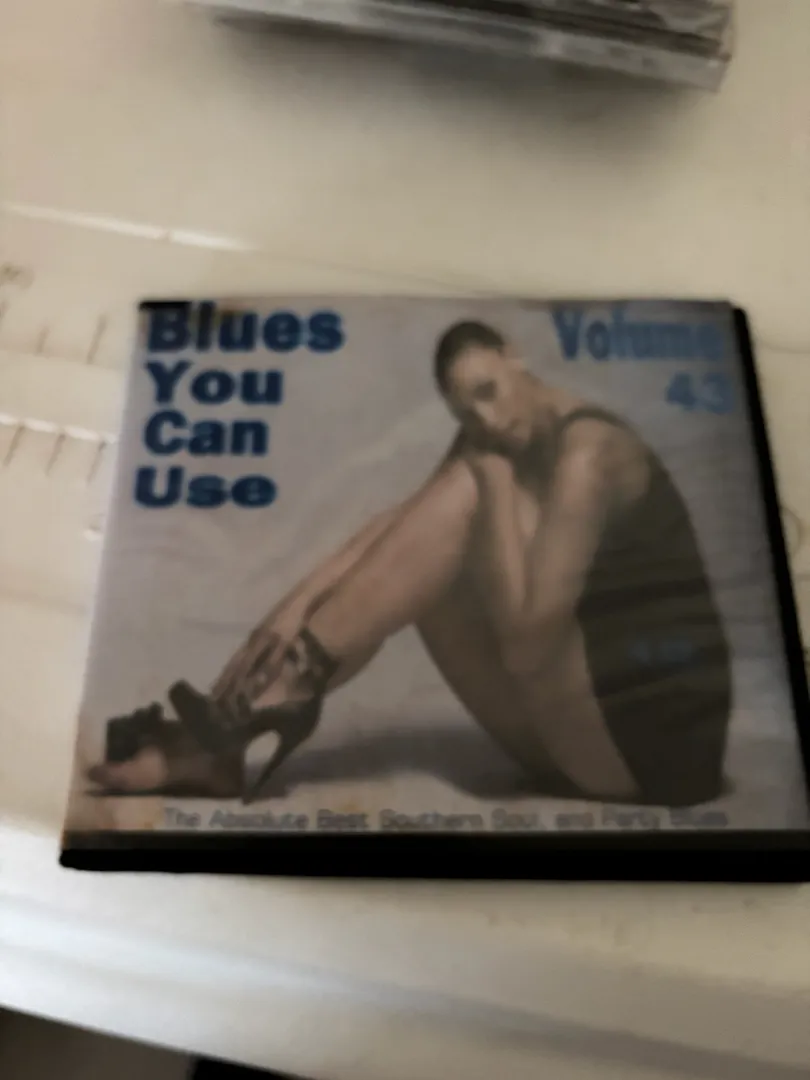 Blues
You
Can
Use
Volume
43
The Absolute Best Southern Soul, and Party Blues